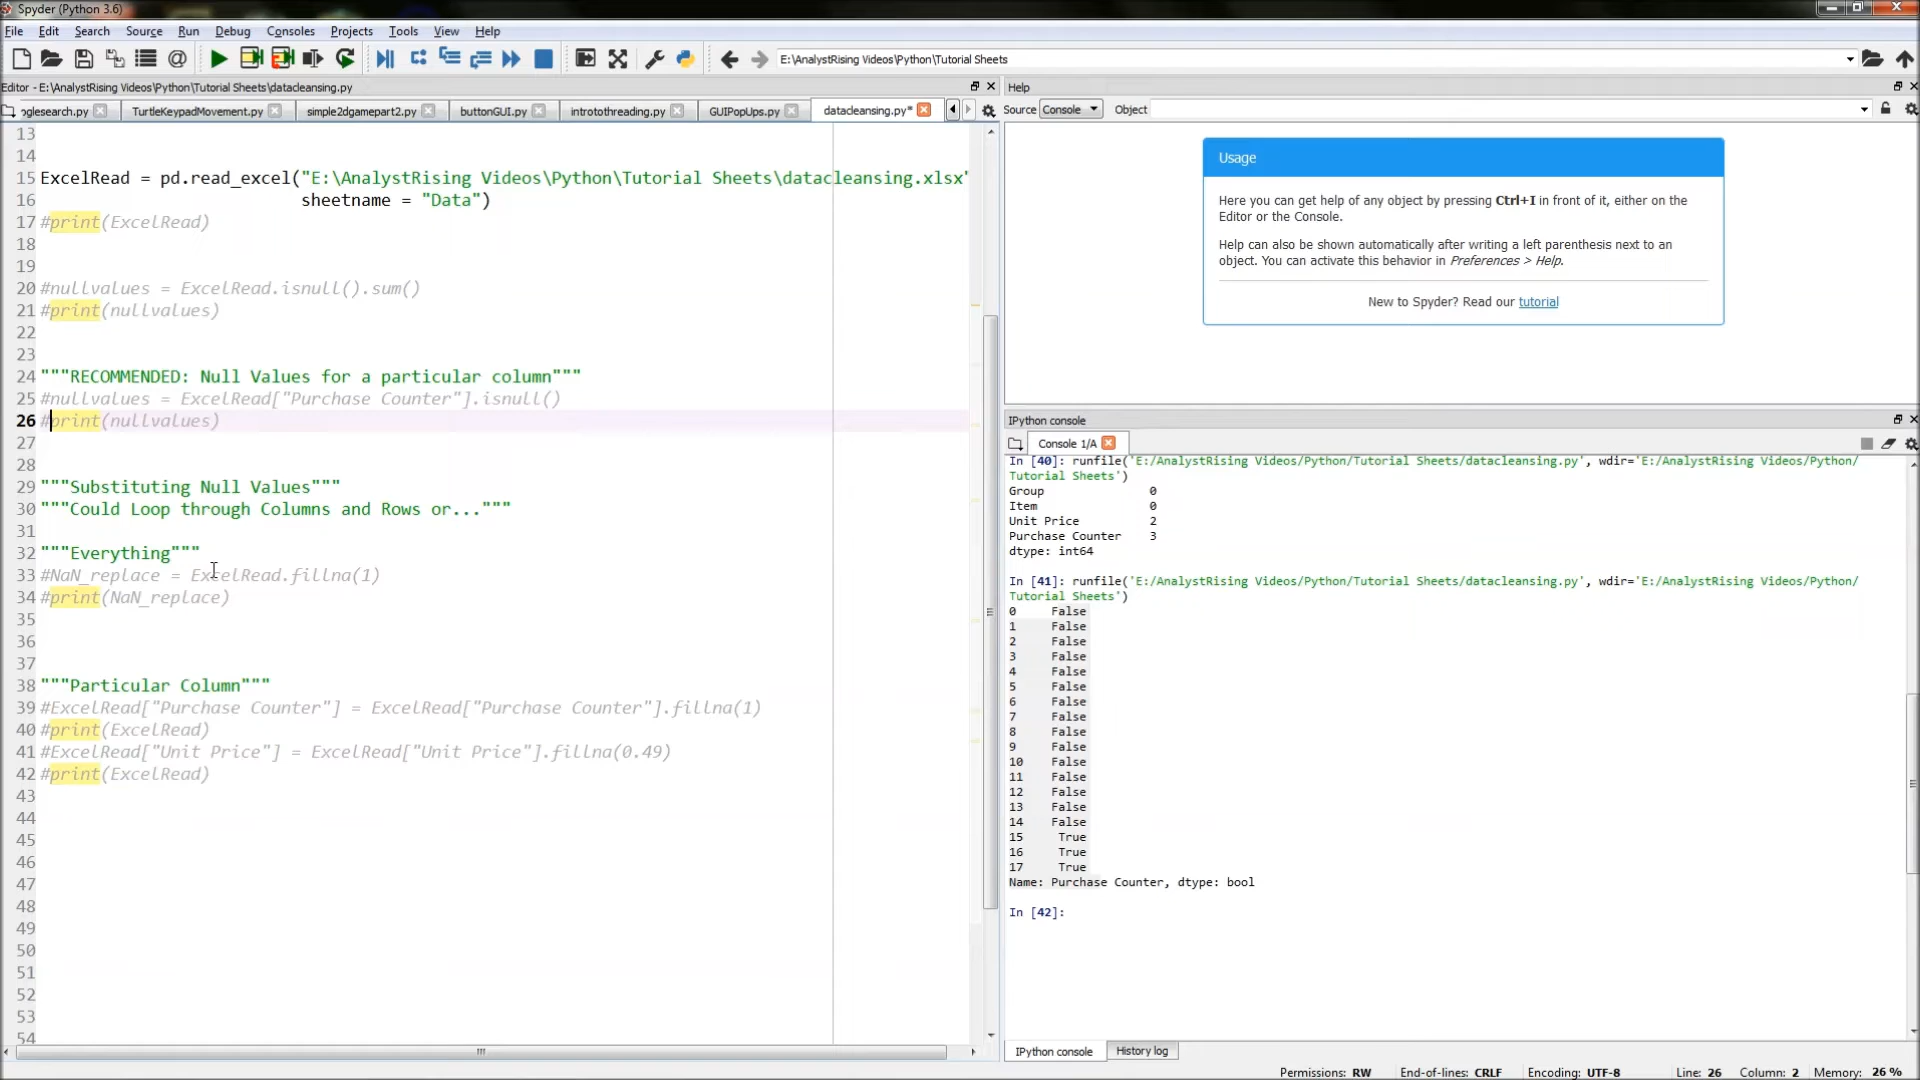 Spyder (Python 3.6)
File Edit Search Source Run Debug Consoles Projects Tools View Help
E:\AnalystRising Videos\Python\Tutorial Sheets
Editor - E:\AnalystRising Videos\Python\Tutorial Sheets\datacleansing.py
oglesearch.py TurtleKeypadMovement.py simple2dgamepart2.py buttonGUI.py introtothreading.py GUIPopUps.py datacleansing.py*
13
14
15 ExcelRead = pd.read_excel("E:\AnalystRising Videos\Python\Tutorial Sheets\datacleansing.xlsx"
16 sheetname = "Data")
17 #print(ExcelRead)
18
19
20 #nullvalues = ExcelRead.isnull().sum()
21 #print(nullvalues)
22
23
24 """RECOMMENDED: Null Values for a particular column"""
25 #nullvalues = ExcelRead["Purchase Counter"].isnull()
26 #print(nullvalues)
27
28
29 """Substituting Null Values"""
30 """Could Loop through Columns and Rows or..."""
31
32 """Everything"""
33 #NaN_replace = ExcelRead.fillna(1)
34 #print(NaN_replace)
35
36
37
38 """Particular Column"""
39 #ExcelRead["Purchase Counter"] = ExcelRead["Purchase Counter"].fillna(1)
40 #print(ExcelRead)
41 #ExcelRead["Unit Price"] = ExcelRead["Unit Price"].fillna(0.49)
42 #print(ExcelRead)
43
44
45
46
47
48
49
50
51
52
53
54
Help
Source Console Object
Usage
Here you can get help of any object by pressing Ctrl+I in front of it, either on the
Editor or the Console.
Help can also be shown automatically after writing a left parenthesis next to an
object. You can activate this behavior in Preferences > Help.
New to Spyder? Read our tutorial
IPython console
Console 1/A
In [40]: runfile('E:/AnalystRising Videos/Python/Tutorial Sheets/datacleansing.py', wdir='E:/AnalystRising Videos/Python/
Tutorial Sheets')
Group 0
Item 0
Unit Price 2
Purchase Counter 3
dtype: int64
In [41]: runfile('E:/AnalystRising Videos/Python/Tutorial Sheets/datacleansing.py', wdir='E:/AnalystRising Videos/Python/
Tutorial Sheets')
0 False
1 False
2 False
3 False
4 False
5 False
6 False
7 False
8 False
9 False
10 False
11 False
12 False
13 False
14 False
15 True
16 True
17 True
Name: Purchase Counter, dtype: bool
In [42]:
IPython console History log
Permissions: RW End-of-lines: CRLF Encoding: UTF-8 Line: 26 Column: 2 Memory: 26 %